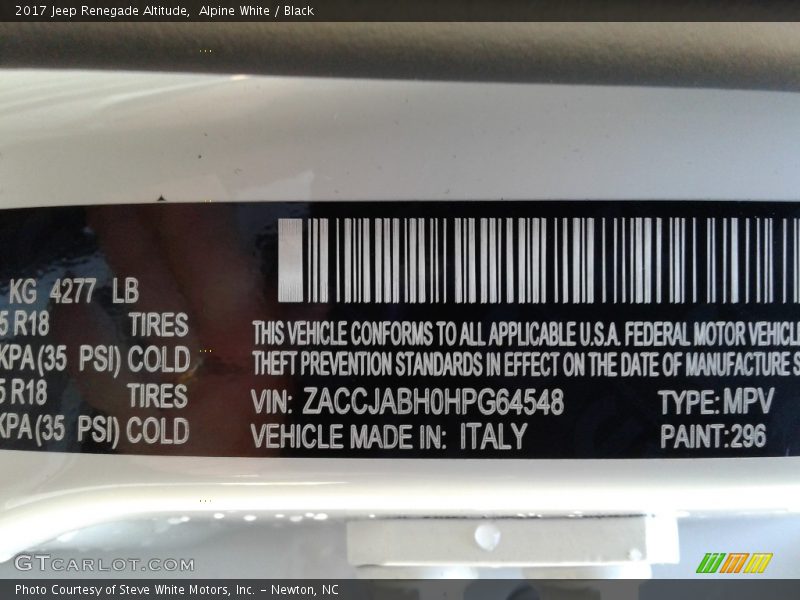 2017 Jeep Renegade Altitude,  Alpine White / Black
KG 4277 LB
5 R18 TIRES
KPA(35 PSI) COLD
5 R18 TIRES
KPA(35 PSI) COLD
THIS VEHICLE CONFORMS TO ALL APPLICABLE U.S.A. FEDERAL MOTOR VEHICLE
THEFT PREVENTION STANDARDS IN EFFECT ON THE DATE OF MANUFACTURE S
VIN: ZACCJABH0HPG64548 TYPE: MPV
VEHICLE MADE IN: ITALY PAINT: 296
GTCARLOT.COM
Photo Courtesy of Steve White Motors, Inc. – Newton, NC